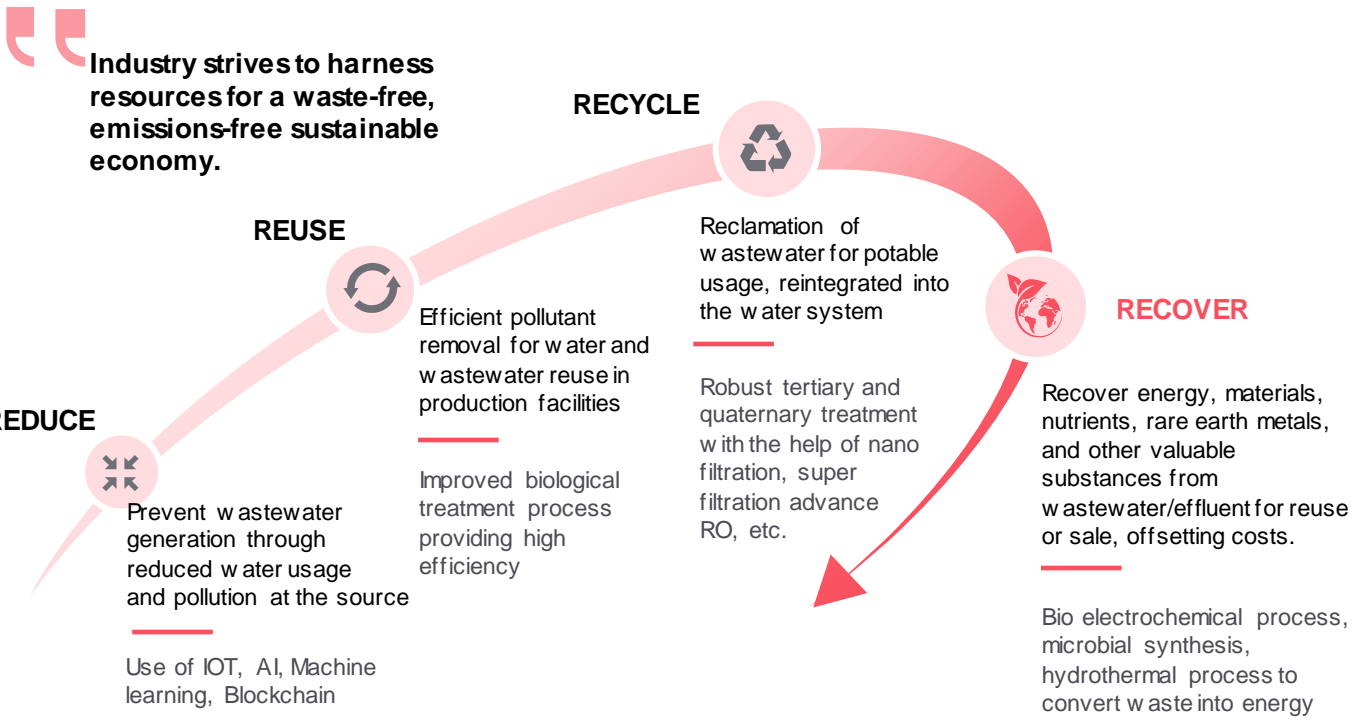 Industry strives to harness
resources for a waste-free,
emissions-free sustainable
economy.
REDUCE
Prevent wastewater
generation through
reduced water usage
and pollution at the source
Use of IOT, AI, Machine
learning, Blockchain
REUSE
Efficient pollutant
removal for water and
wastewater reuse in
production facilities
Improved biological
treatment process
providing high
efficiency
RECYCLE
Reclamation of
wastewater for potable
usage, reintegrated into
the water system
Robust tertiary and
quaternary treatment
with the help of nano
filtration, super
filtration advance
RO, etc.
RECOVER
Recover energy, materials,
nutrients, rare earth metals,
and other valuable
substances from
wastewater/effluent for reuse
or sale, offsetting costs.
Bio electrochemical process,
microbial synthesis,
hydrothermal process to
convert waste into energy